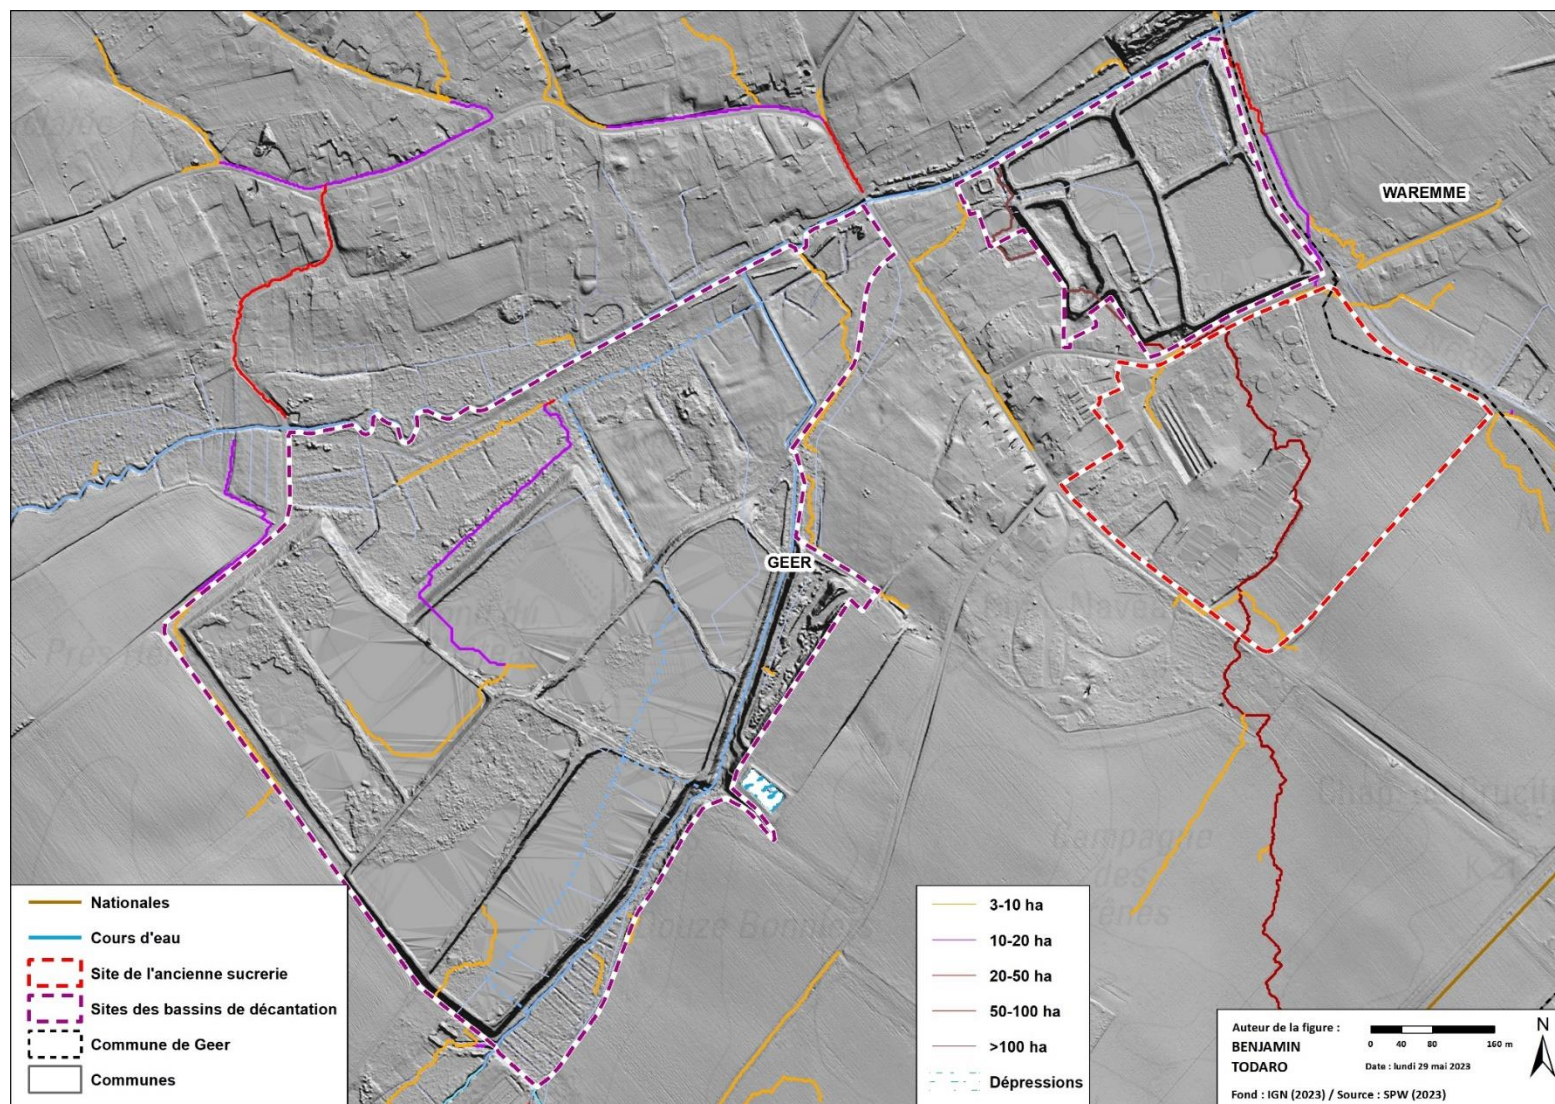 WAREMME
GEER
Campagne
des
Nationales
Cours d'eau
Site de l'ancienne sucrerie
Sites des bassins de décantation
Commune de Geer
Communes
3-10 ha
10-20 ha
20-50 ha
50-100 ha
>100 ha
Dépressions
Auteur de la figure :
BENJAMIN
TODARO
0 40 80 160 m
Date : lundi 29 mai 2023
N
Fond : IGN (2023) / Source : SPW (2023)